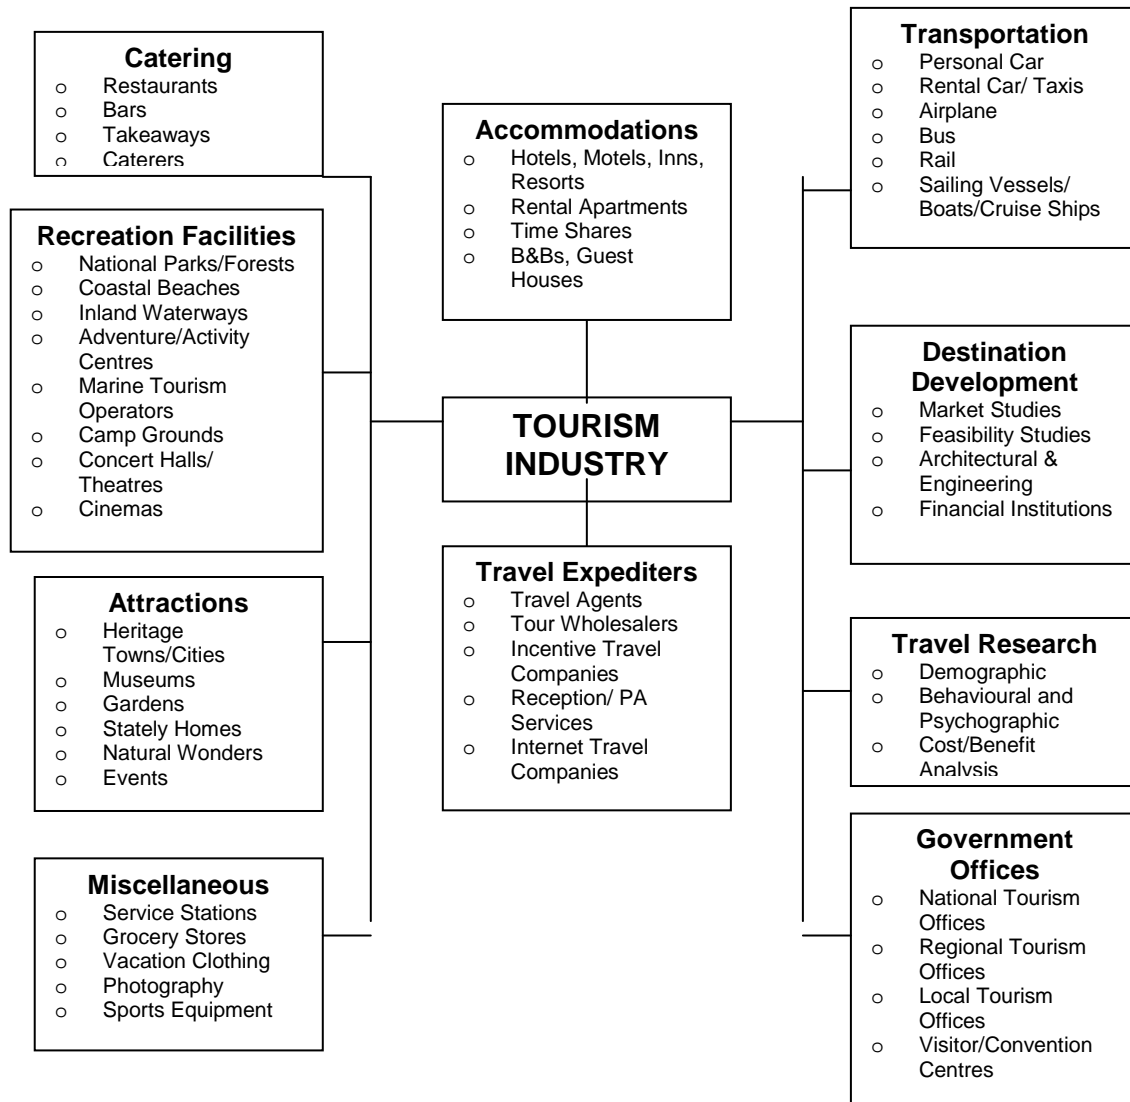 Catering
o Restaurants
o Bars
o Takeaways
o Caterers
Recreation Facilities
o National Parks/Forests
o Coastal Beaches
o Inland Waterways
o Adventure/Activity
Centres
o Marine Tourism
Operators
o Camp Grounds
o Concert Halls/
Theatres
o Cinemas
Attractions
o Heritage
Towns/Cities
o Museums
o Gardens
o Stately Homes
o Natural Wonders
o Events
Miscellaneous
o Service Stations
o Grocery Stores
o Vacation Clothing
o Photography
o Sports Equipment
Accommodations
o Hotels, Motels, Inns,
Resorts
o Rental Apartments
o Time Shares
o B&Bs, Guest
Houses
TOURISM
INDUSTRY
Travel Expediters
o Travel Agents
o Tour Wholesalers
o Incentive Travel
Companies
o Reception/ PA
Services
o Internet Travel
Companies
Transportation
o Personal Car
o Rental Car/ Taxis
o Airplane
o Bus
o Rail
o Sailing Vessels/
Boats/Cruise Ships
Destination
Development
o Market Studies
o Feasibility Studies
o Architectural &
Engineering
o Financial Institutions
Travel Research
o Demographic
o Behavioural and
Psychographic
o Cost/Benefit
Analysis
Government
Offices
o National Tourism
Offices
o Regional Tourism
Offices
o Local Tourism
Offices
o Visitor/Convention
Centres